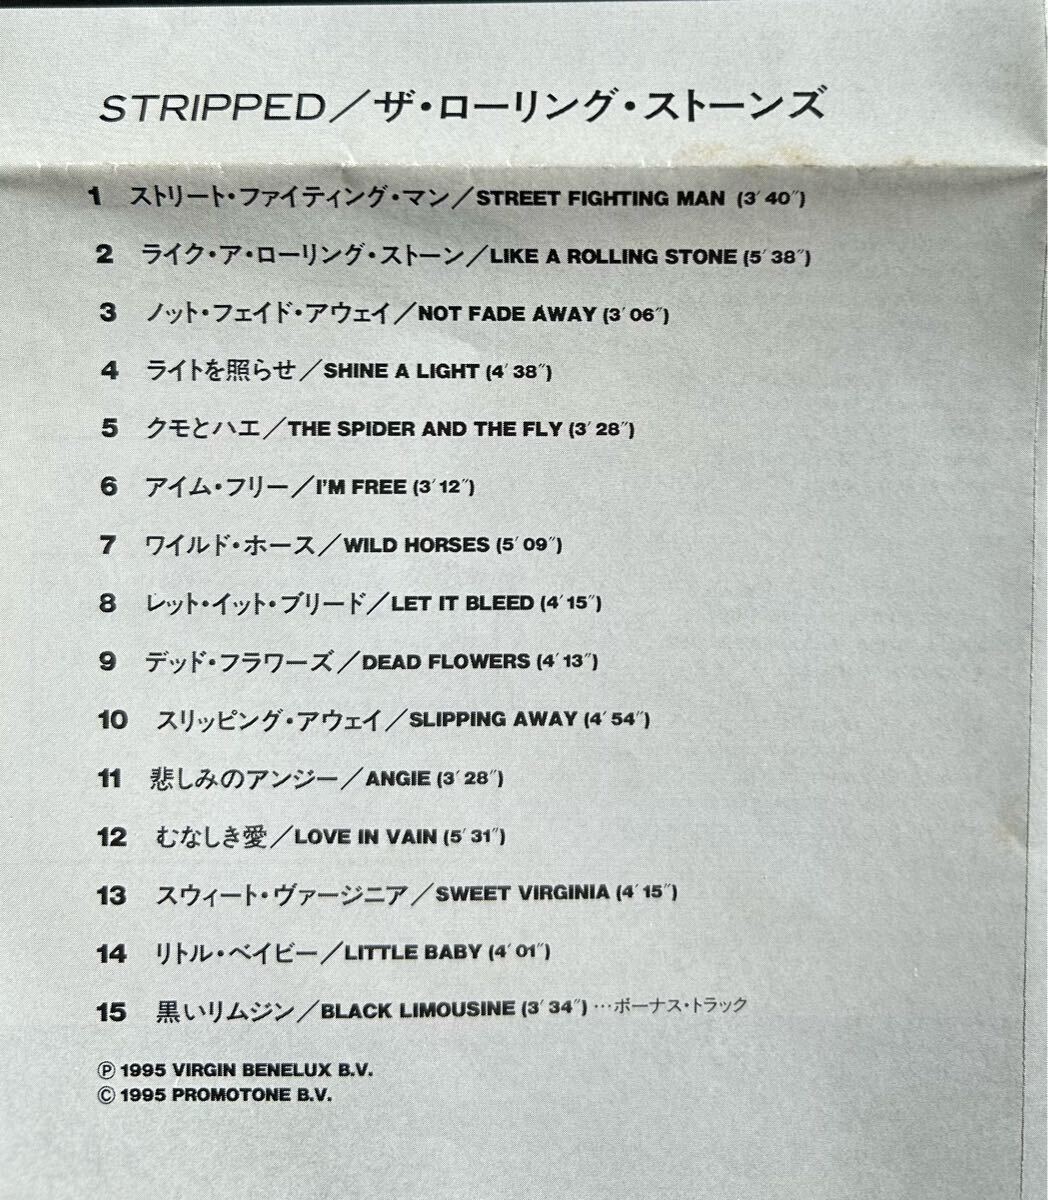 STRIPPED／ザ・ローリング・ストーンズ
1 ストリート・ファイティング・マン／STREET FIGHTING MAN (3′40″)
2 ライク・ア・ローリング・ストーン／LIKE A ROLLING STONE (5′38″)
3 ノット・フェイド・アウェイ／NOT FADE AWAY (3′06″)
4 ライトを照らせ／SHINE A LIGHT (4′38″)
5 クモとハエ／THE SPIDER AND THE FLY (3′28″)
6 アイム・フリー／I'M FREE (3′12″)
7 ワイルド・ホース／WILD HORSES (5′09″)
8 レット・イット・ブリード／LET IT BLEED (4′15″)
9 デッド・フラワーズ／DEAD FLOWERS (4′13″)
10 スリッピング・アウェイ／SLIPPING AWAY (4′54″)
11 悲しみのアンジー／ANGIE (3′28″)
12 むなしき愛／LOVE IN VAIN (5′31″)
13 スウィート・ヴァージニア／SWEET VIRGINIA (4′15″)
14 リトル・ベイビー／LITTLE BABY (4′01″)
15 黒いリムジン／BLACK LIMOUSINE (3′34″)…ボーナス・トラック
℗ 1995 VIRGIN BENELUX B.V.
© 1995 PROMOTONE B.V.